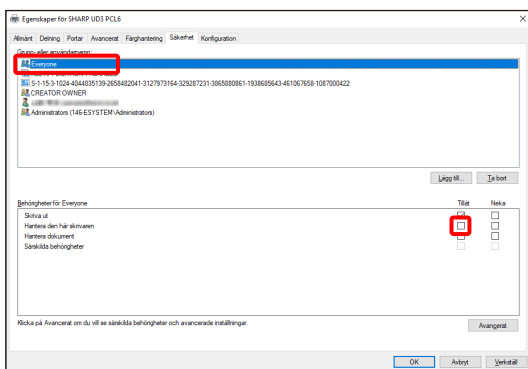 Egenskaper för SHARP UD3 PCL6
Allmänt Delning Portar Avancerat Färghantering Säkerhet Konfiguration
Grupp- eller användarnamn:
Everyone
S-1-15-3-1024-4044835139-2658482041-3127973164-329287231-3865880861-1938685643-461067658-1087000422
CREATOR OWNER
Administrators (146-ESYSTEM\Administrators)
Lägg till... Ta bort
Behörigheter för Everyone Tillåt Neka
Skriva ut
Hantera den här skrivaren
Hantera dokument
Särskilda behörigheter
Klicka på Avancerat om du vill se särskilda behörigheter och avancerade inställningar.
Avancerat
OK Avbryt Verkställ